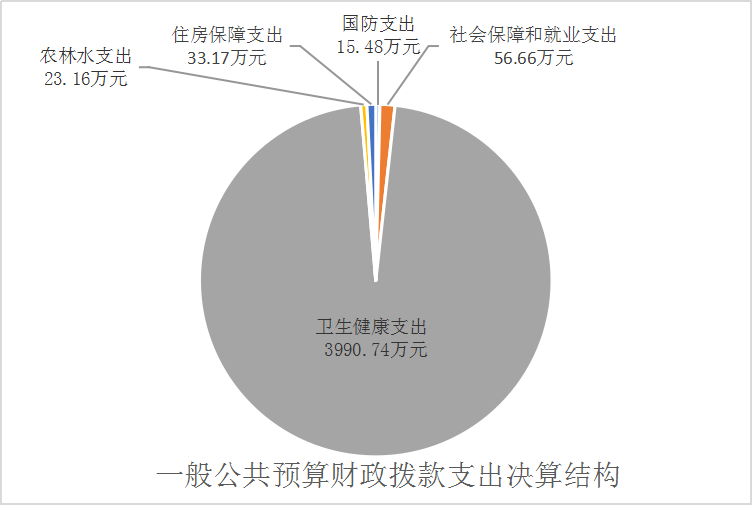 国防支出
15.48万元
住房保障支出
33.17万元
社会保障和就业支出
56.66万元
农林水支出
23.16万元
卫生健康支出
3990.74万元
一般公共预算财政拨款支出决算结构